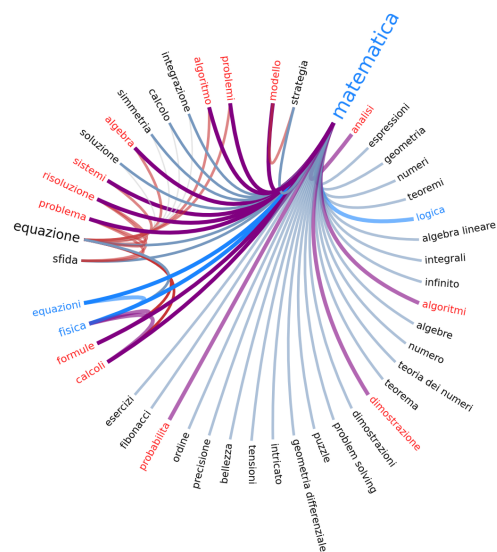 matematica
analisi
espressioni
geometria
numeri
teoremi
logica
algebra lineare
integrali
infinito
algoritmi
algebre
numero
teoria dei numeri
teorema
dimostrazione
dimostrazioni
problem solving
puzzle
geometria differenziale
intricato
tensioni
bellezza
precisione
ordine
probabilita
fibonacci
esercizi
calcoli
formule
fisica
equazioni
sfida
equazione
problema
risoluzione
sistemi
soluzione
algebra
simmetria
calcolo
integrazione
algoritmo
problemi
modello
strategia